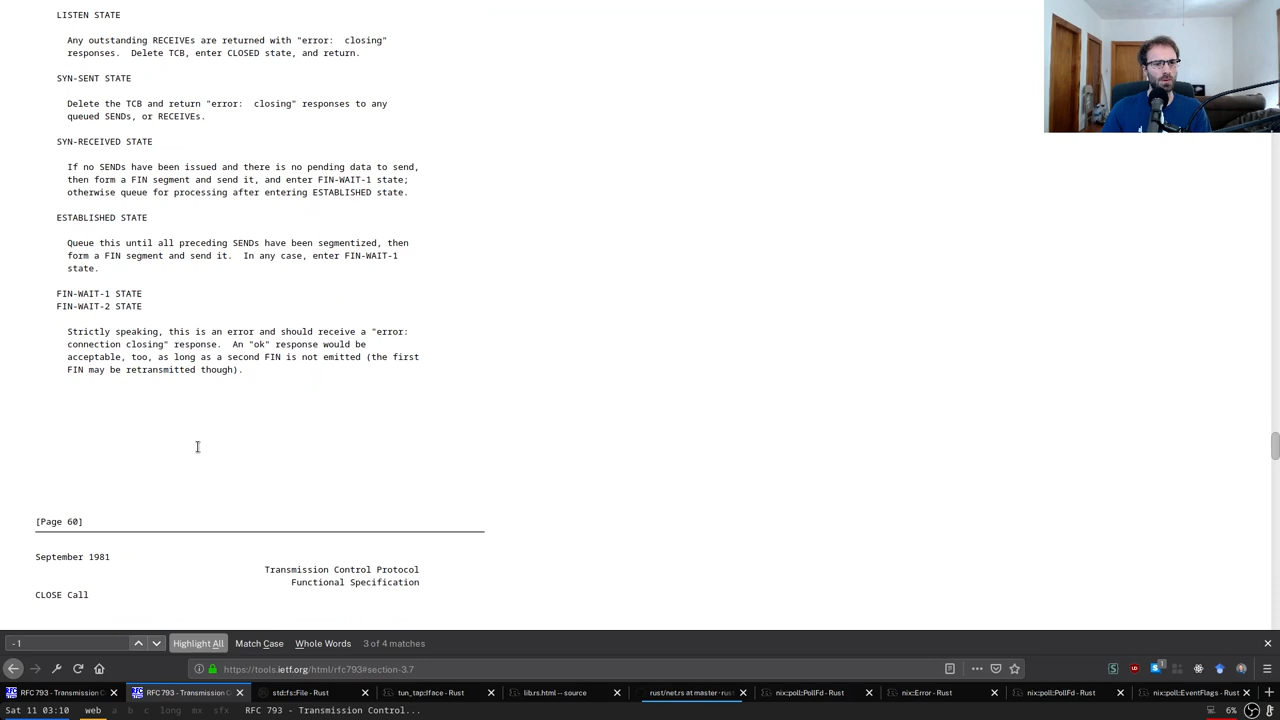 LISTEN STATE
Any outstanding RECEIVEs are returned with "error:  closing"
responses.  Delete TCB, enter CLOSED state, and return.
SYN-SENT STATE
Delete the TCB and return "error:  closing" responses to any
queued SENDs, or RECEIVEs.
SYN-RECEIVED STATE
If no SENDs have been issued and there is no pending data to send,
then form a FIN segment and send it, and enter FIN-WAIT-1 state;
otherwise queue for processing after entering ESTABLISHED state.
ESTABLISHED STATE
Queue this until all preceding SENDs have been segmentized, then
form a FIN segment and send it.  In any case, enter FIN-WAIT-1
state.
FIN-WAIT-1 STATE
FIN-WAIT-2 STATE
Strictly speaking, this is an error and should receive a "error:
connection closing" response.  An "ok" response would be
acceptable, too, as long as a second FIN is not emitted (the first
FIN may be retransmitted though).
[Page 60]
September 1981
Transmission Control Protocol
Functional Specification
CLOSE Call
-1 Highlight All Match Case Whole Words 3 of 4 matches
https://tools.ietf.org/html/rfc793#section-3.7
RFC 793 - Transmission C RFC 793 - Transmission C std::fs::File - Rust tun_tap::Iface - Rust lib.rs.html -- source rust/net.rs at master · rust- nix::poll::PollFd - Rust nix::Error - Rust nix::poll::PollFd - Rust nix::poll::EventFlags - Rust
Sat 11 03:10 web a b c long mx sfx RFC 793 - Transmission Control... 6%